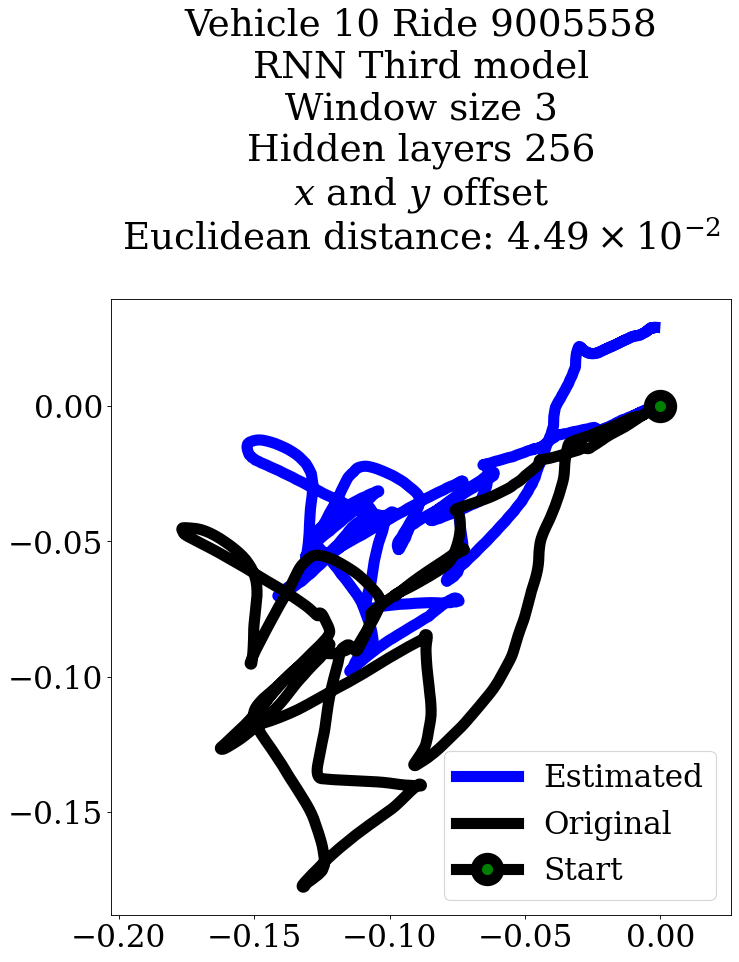 Vehicle 10 Ride 9005558
RNN Third model
Window size 3
Hidden layers 256
x and y offset
Euclidean distance: 4.49 × 10⁻²
0.00
−0.05
−0.10
−0.15
Estimated
Original
Start
−0.20 −0.15 −0.10 −0.05 0.00